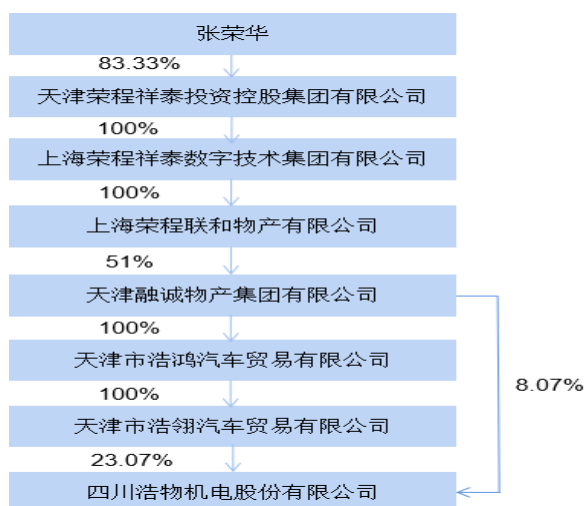 张荣华
83.33%
天津荣程祥泰投资控股集团有限公司
100%
上海荣程祥泰数字技术集团有限公司
100%
上海荣程联和物产有限公司
51%
天津融诚物产集团有限公司
100%
天津市浩鸿汽车贸易有限公司
8.07%
100%
天津市浩翎汽车贸易有限公司
23.07%
四川浩物机电股份有限公司